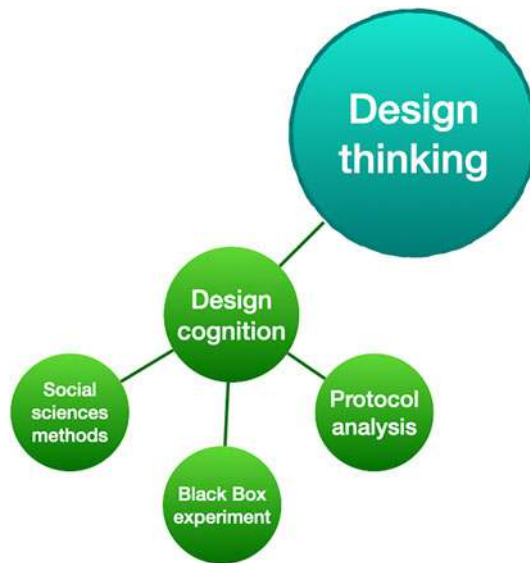 Design
thinking
Design
cognition
Social
sciences
methods
Protocol
analysis
Black Box
experiment